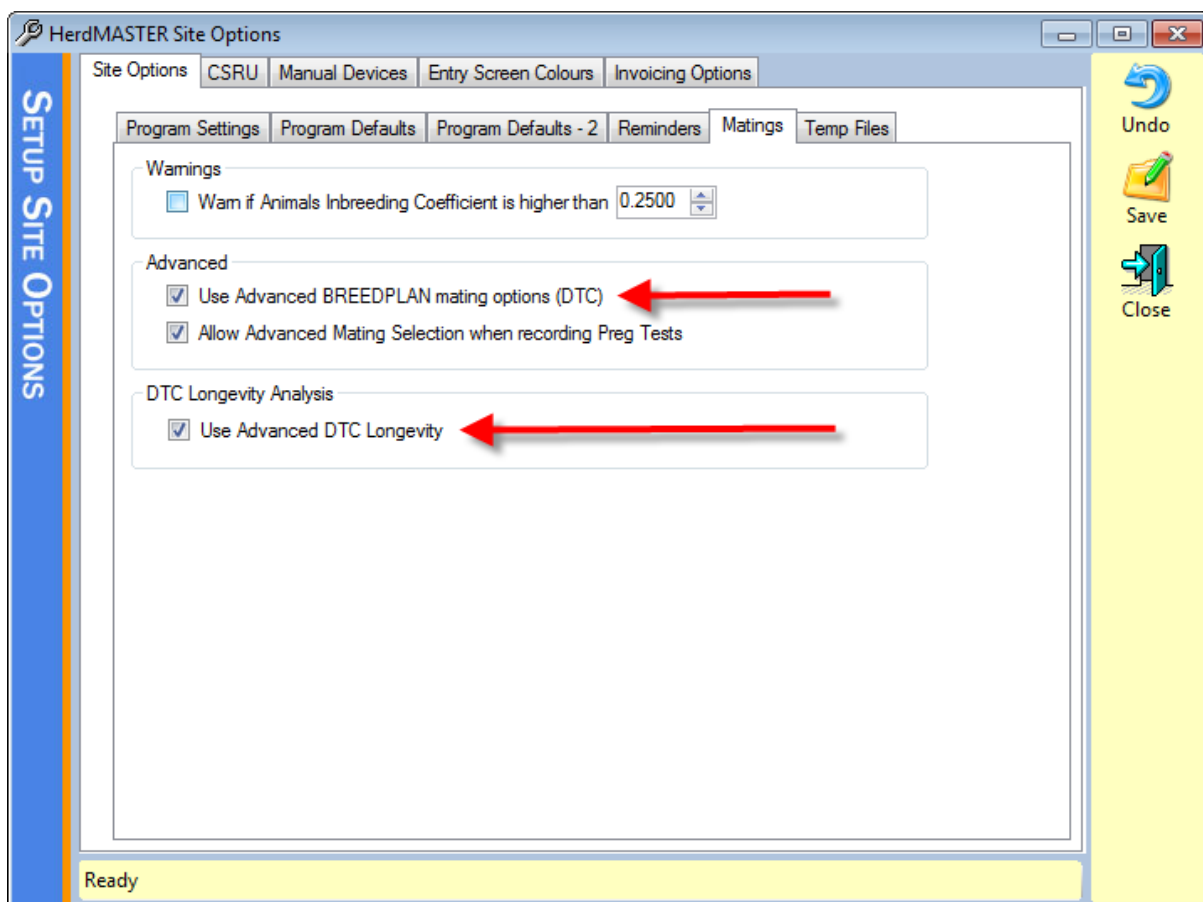 HerdMASTER Site Options
SETUP SITE OPTIONS
Site Options CSRU Manual Devices Entry Screen Colours Invoicing Options
Program Settings Program Defaults Program Defaults - 2 Reminders Matings Temp Files
Warnings
Warn if Animals Inbreeding Coefficient is higher than 0.2500
Advanced
Use Advanced BREEDPLAN mating options (DTC)
Allow Advanced Mating Selection when recording Preg Tests
DTC Longevity Analysis
Use Advanced DTC Longevity
Undo
Save
Close
Ready